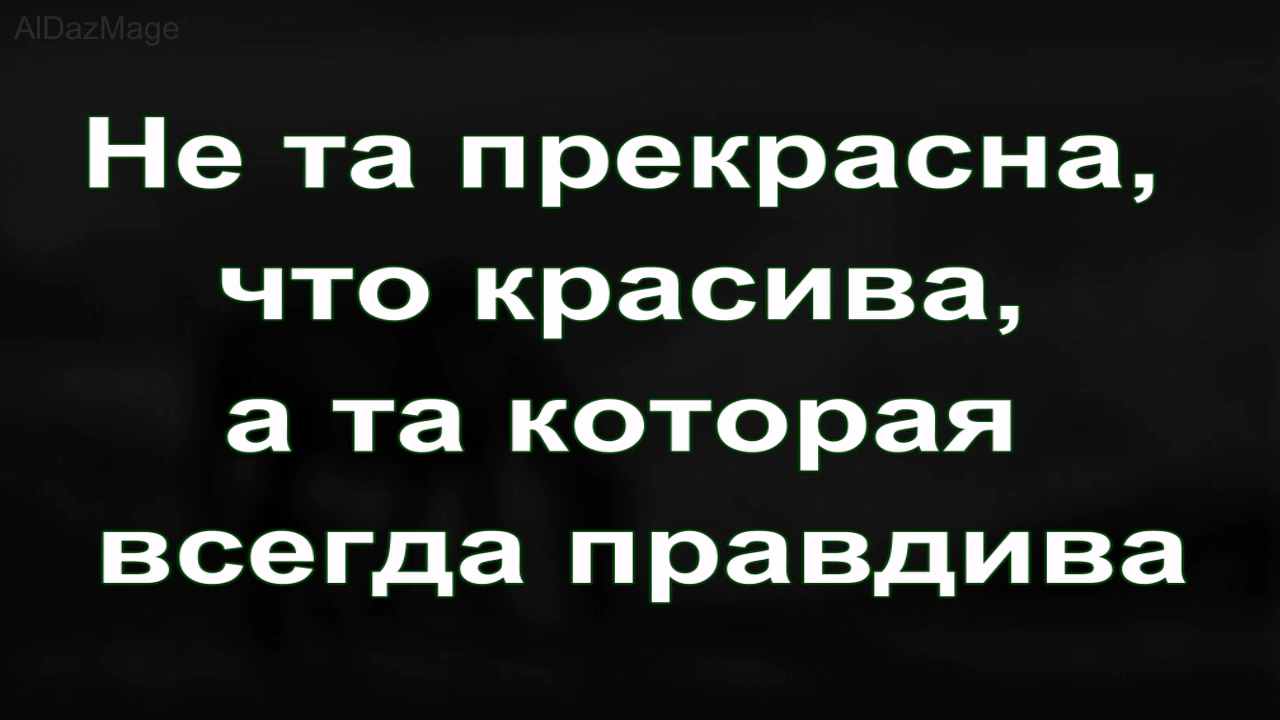 AlDazMage
Не та прекрасна,
что красива,
а та которая
всегда правдива